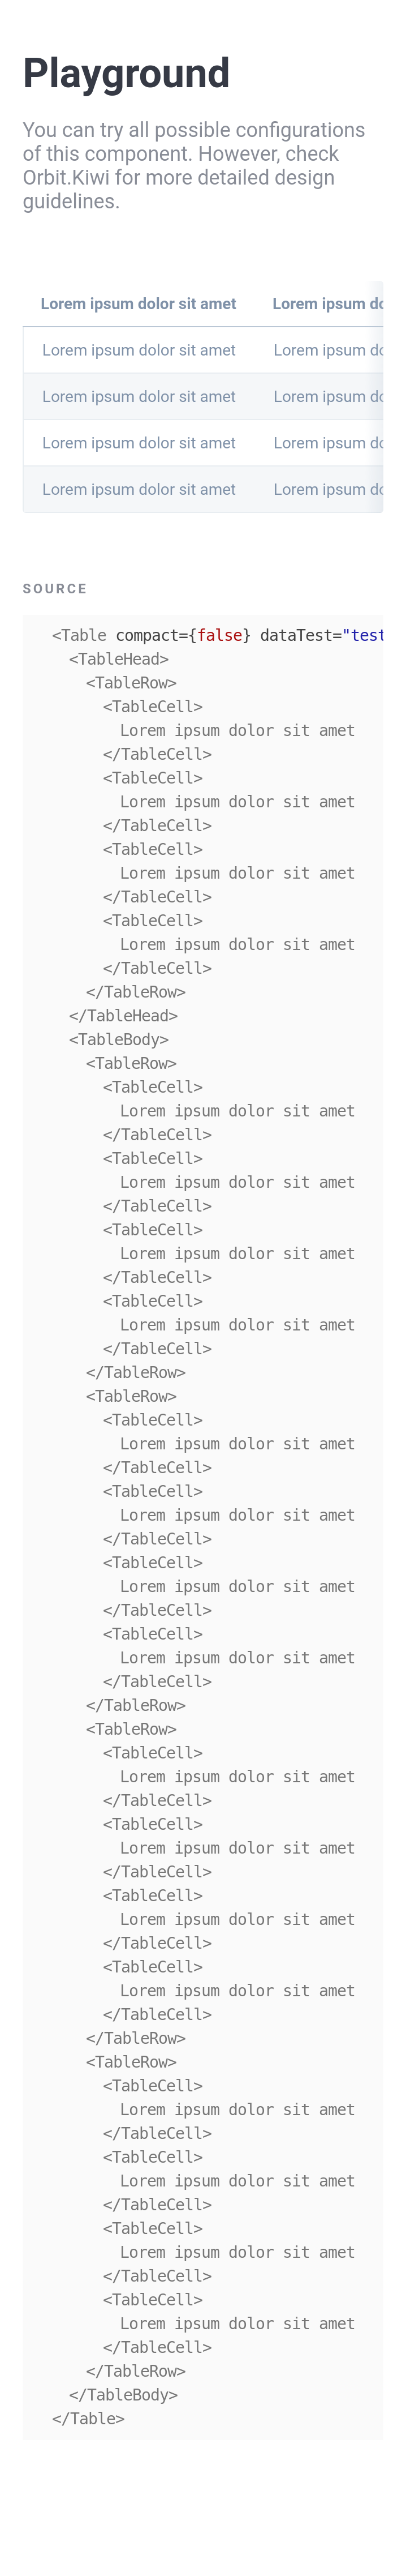 Playground
You can try all possible configurations
of this component. However, check
Orbit.Kiwi for more detailed design
guidelines.
Lorem ipsum dolor sit amet Lorem ipsum do
Lorem ipsum dolor sit amet Lorem ipsum do
Lorem ipsum dolor sit amet Lorem ipsum do
Lorem ipsum dolor sit amet Lorem ipsum do
Lorem ipsum dolor sit amet Lorem ipsum do
SOURCE
<Table compact={false} dataTest="test
<TableHead>
<TableRow>
<TableCell>
Lorem ipsum dolor sit amet
</TableCell>
<TableCell>
Lorem ipsum dolor sit amet
</TableCell>
<TableCell>
Lorem ipsum dolor sit amet
</TableCell>
<TableCell>
Lorem ipsum dolor sit amet
</TableCell>
</TableRow>
</TableHead>
<TableBody>
<TableRow>
<TableCell>
Lorem ipsum dolor sit amet
</TableCell>
<TableCell>
Lorem ipsum dolor sit amet
</TableCell>
<TableCell>
Lorem ipsum dolor sit amet
</TableCell>
<TableCell>
Lorem ipsum dolor sit amet
</TableCell>
</TableRow>
<TableRow>
<TableCell>
Lorem ipsum dolor sit amet
</TableCell>
<TableCell>
Lorem ipsum dolor sit amet
</TableCell>
<TableCell>
Lorem ipsum dolor sit amet
</TableCell>
<TableCell>
Lorem ipsum dolor sit amet
</TableCell>
</TableRow>
<TableRow>
<TableCell>
Lorem ipsum dolor sit amet
</TableCell>
<TableCell>
Lorem ipsum dolor sit amet
</TableCell>
<TableCell>
Lorem ipsum dolor sit amet
</TableCell>
<TableCell>
Lorem ipsum dolor sit amet
</TableCell>
</TableRow>
<TableRow>
<TableCell>
Lorem ipsum dolor sit amet
</TableCell>
<TableCell>
Lorem ipsum dolor sit amet
</TableCell>
<TableCell>
Lorem ipsum dolor sit amet
</TableCell>
<TableCell>
Lorem ipsum dolor sit amet
</TableCell>
</TableRow>
</TableBody>
</Table>